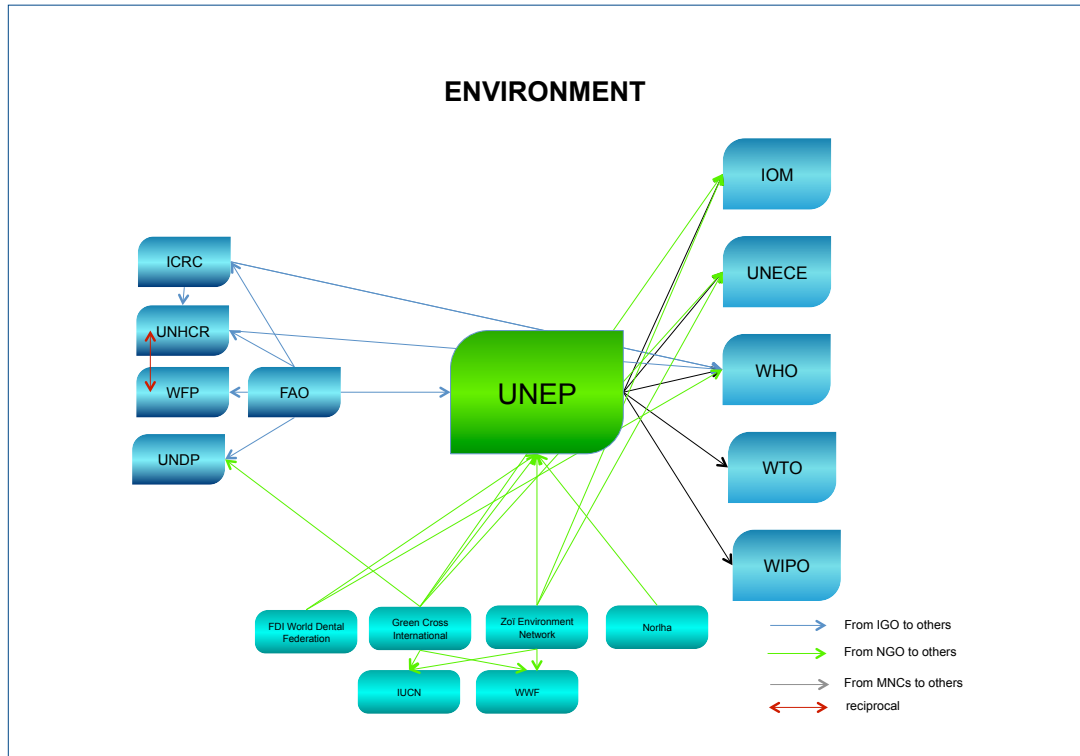 ENVIRONMENT
IOM
UNECE
ICRC
UNHCR
WFP
FAO
UNEP
WHO
UNDP
WTO
WIPO
FDI World Dental
Federation
Green Cross
International
Zoï Environment
Network
Norlha
IUCN
WWF
From IGO to others
From NGO to others
From MNCs to others
reciprocal